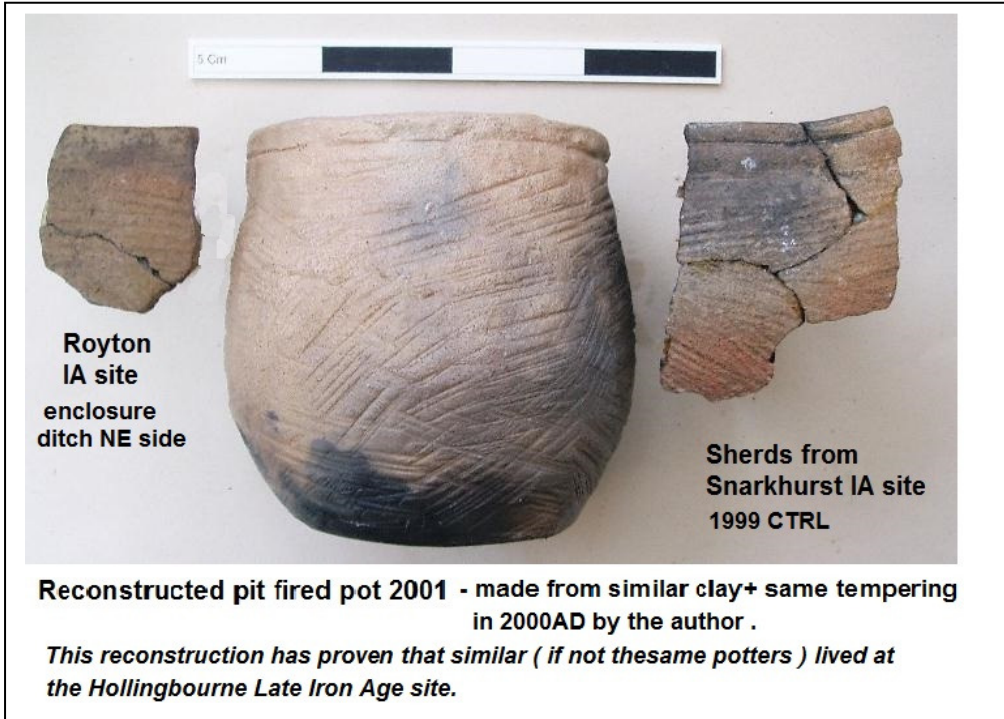 5 Cm
Royton
IA site
enclosure
ditch NE side
Sherds from
Snarkhurst IA site
1999 CTRL
Reconstructed pit fired pot 2001 - made from similar clay+ same tempering
in 2000AD by the author .
This reconstruction has proven that similar ( if not thesame potters ) lived at
the Hollingbourne Late Iron Age site.